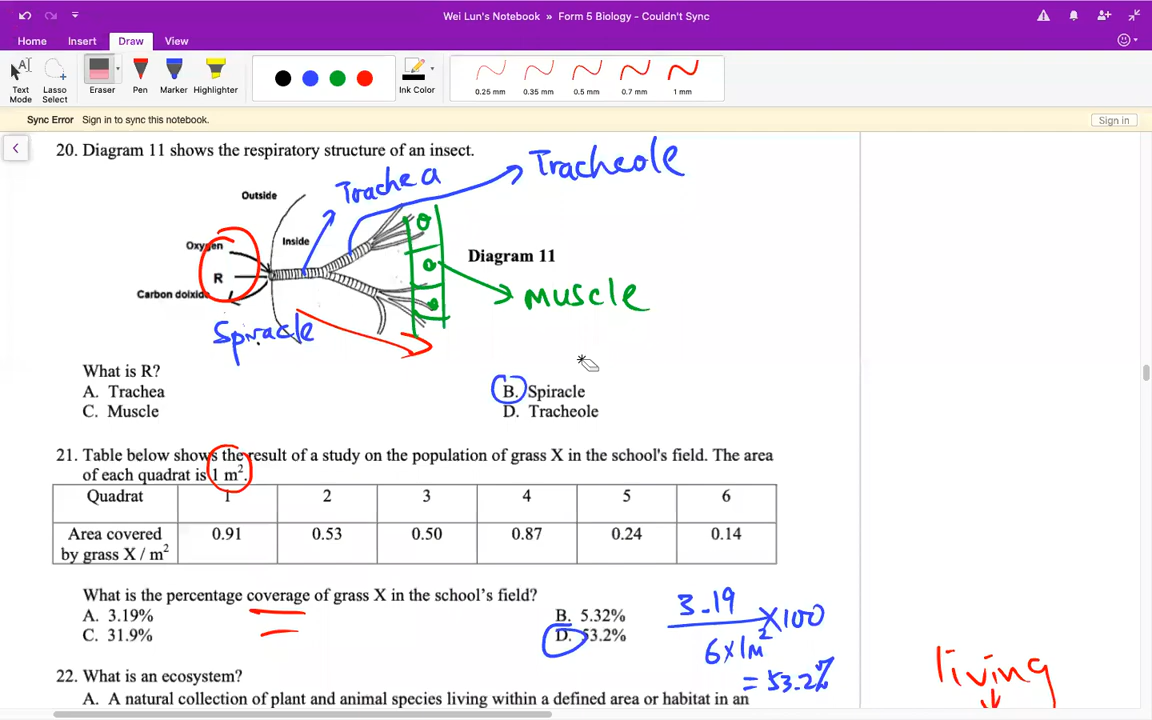 Wei Lun's Notebook » Form 5 Biology - Couldn't Sync
Home Insert Draw View
Text Mode
Lasso Select
Eraser
Pen
Marker
Highlighter
Ink Color
0.25 mm 0.35 mm 0.5 mm 0.7 mm 1 mm
Sync Error Sign in to sync this notebook.
Sign in
20. Diagram 11 shows the respiratory structure of an insect.
Trachea
Tracheole
Outside
Inside
Oxygen
R
Carbon doixide
Diagram 11
Muscle
Spiracle
What is R?
A. Trachea B. Spiracle
C. Muscle D. Tracheole
21. Table below shows the result of a study on the population of grass X in the school's field. The area
of each quadrat is 1 m².
Quadrat 1 2 3 4 5 6
Area covered
by grass X / m² 0.91 0.53 0.50 0.87 0.24 0.14
What is the percentage coverage of grass X in the school's field?
A. 3.19% B. 5.32%
C. 31.9% D. 53.2%
3.19
6×1m² ×100
= 53.2%
living
22. What is an ecosystem?
A. A natural collection of plant and animal species living within a defined area or habitat in an